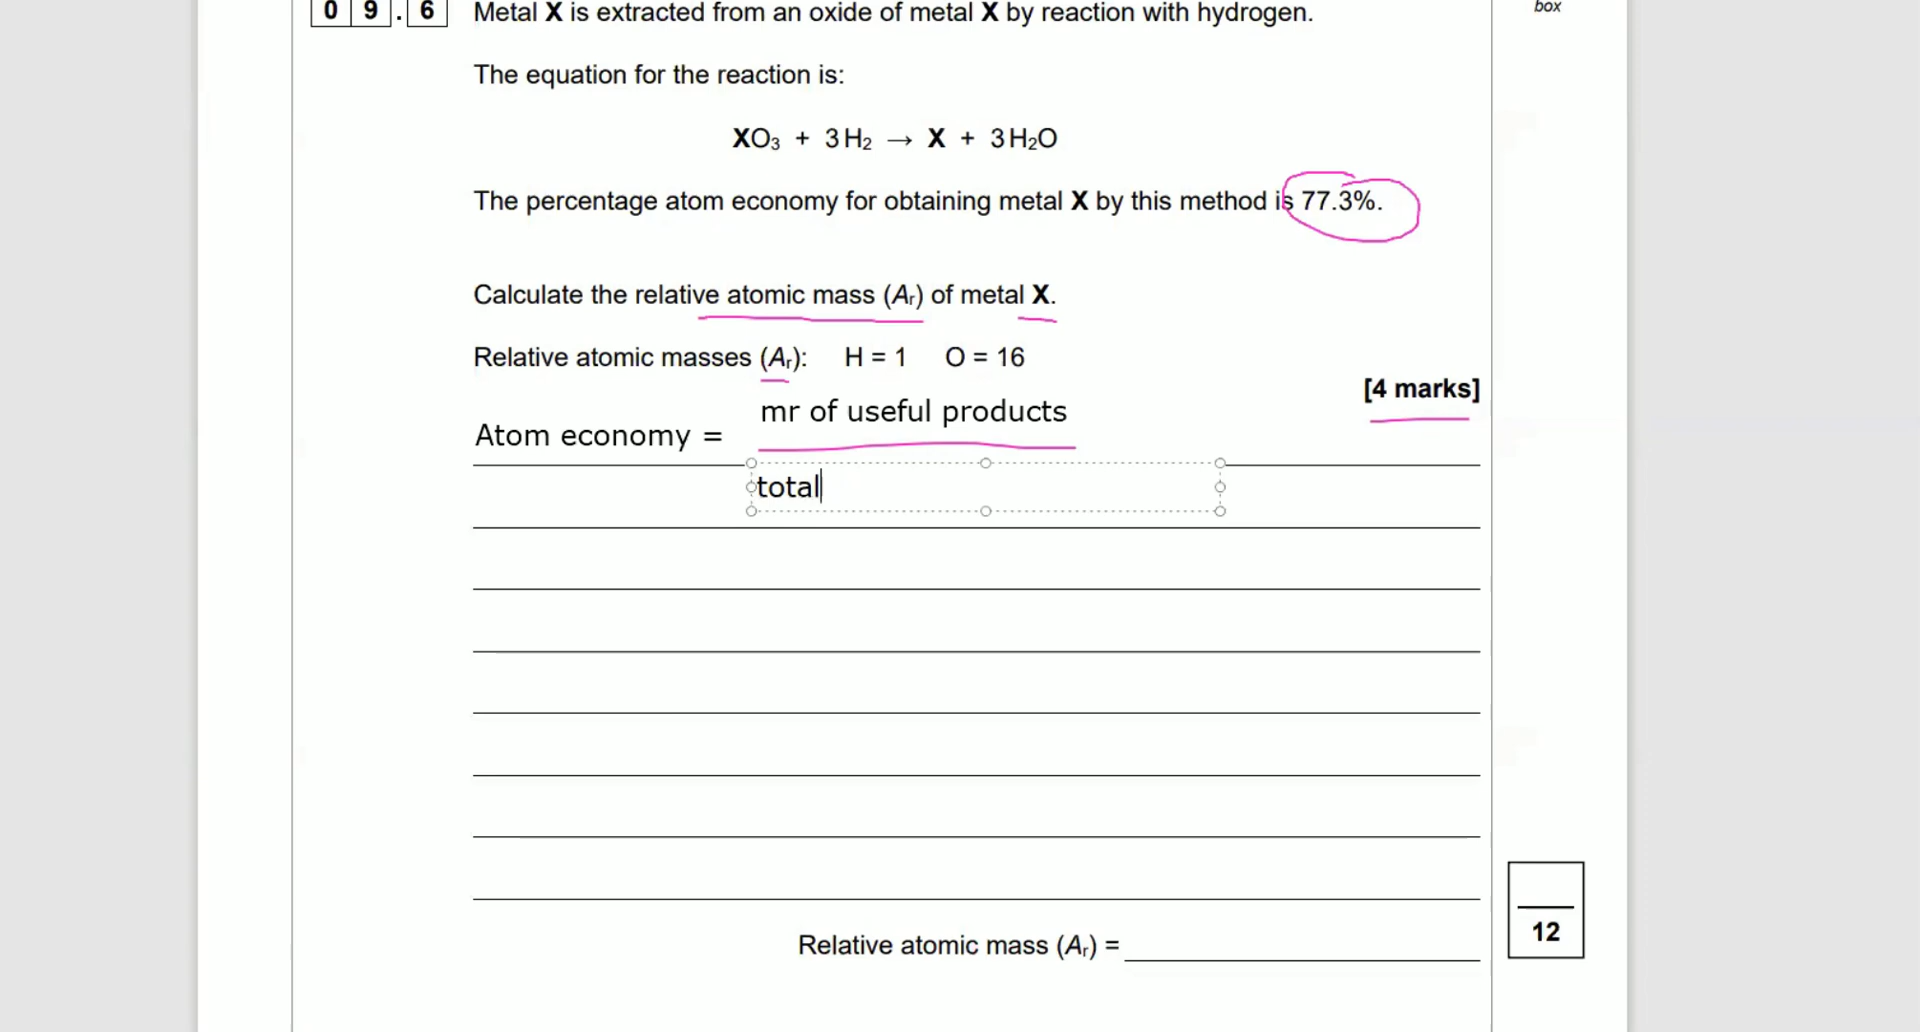 box
09.6 Metal X is extracted from an oxide of metal X by reaction with hydrogen.
The equation for the reaction is:
XO₃ + 3H₂ → X + 3H₂O
The percentage atom economy for obtaining metal X by this method is 77.3%.
Calculate the relative atomic mass (Aᵣ) of metal X.
Relative atomic masses (Aᵣ): H = 1 O = 16
[4 marks]
mr of useful products
Atom economy =
total
12
Relative atomic mass (Aᵣ) =